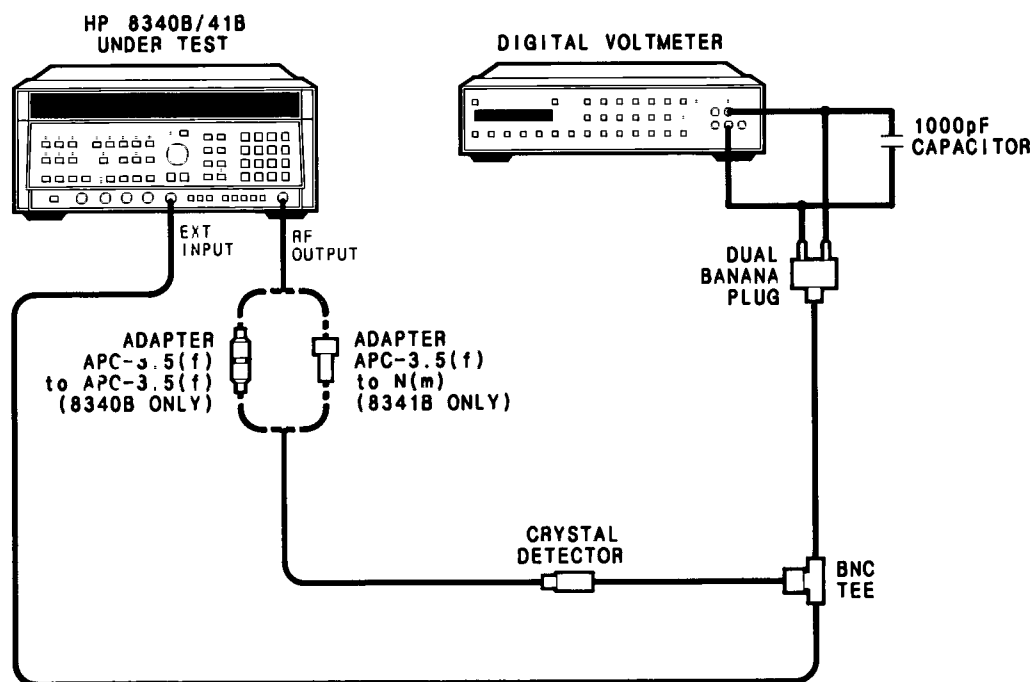 HP 8340B/41B
UNDER TEST
DIGITAL VOLTMETER
1000pF
CAPACITOR
EXT
INPUT
RF
OUTPUT
DUAL
BANANA
PLUG
ADAPTER
APC-3.5(f)
to APC-3.5(f)
(8340B ONLY)
ADAPTER
APC-3.5(f)
to N(m)
(8341B ONLY)
CRYSTAL
DETECTOR
BNC
TEE